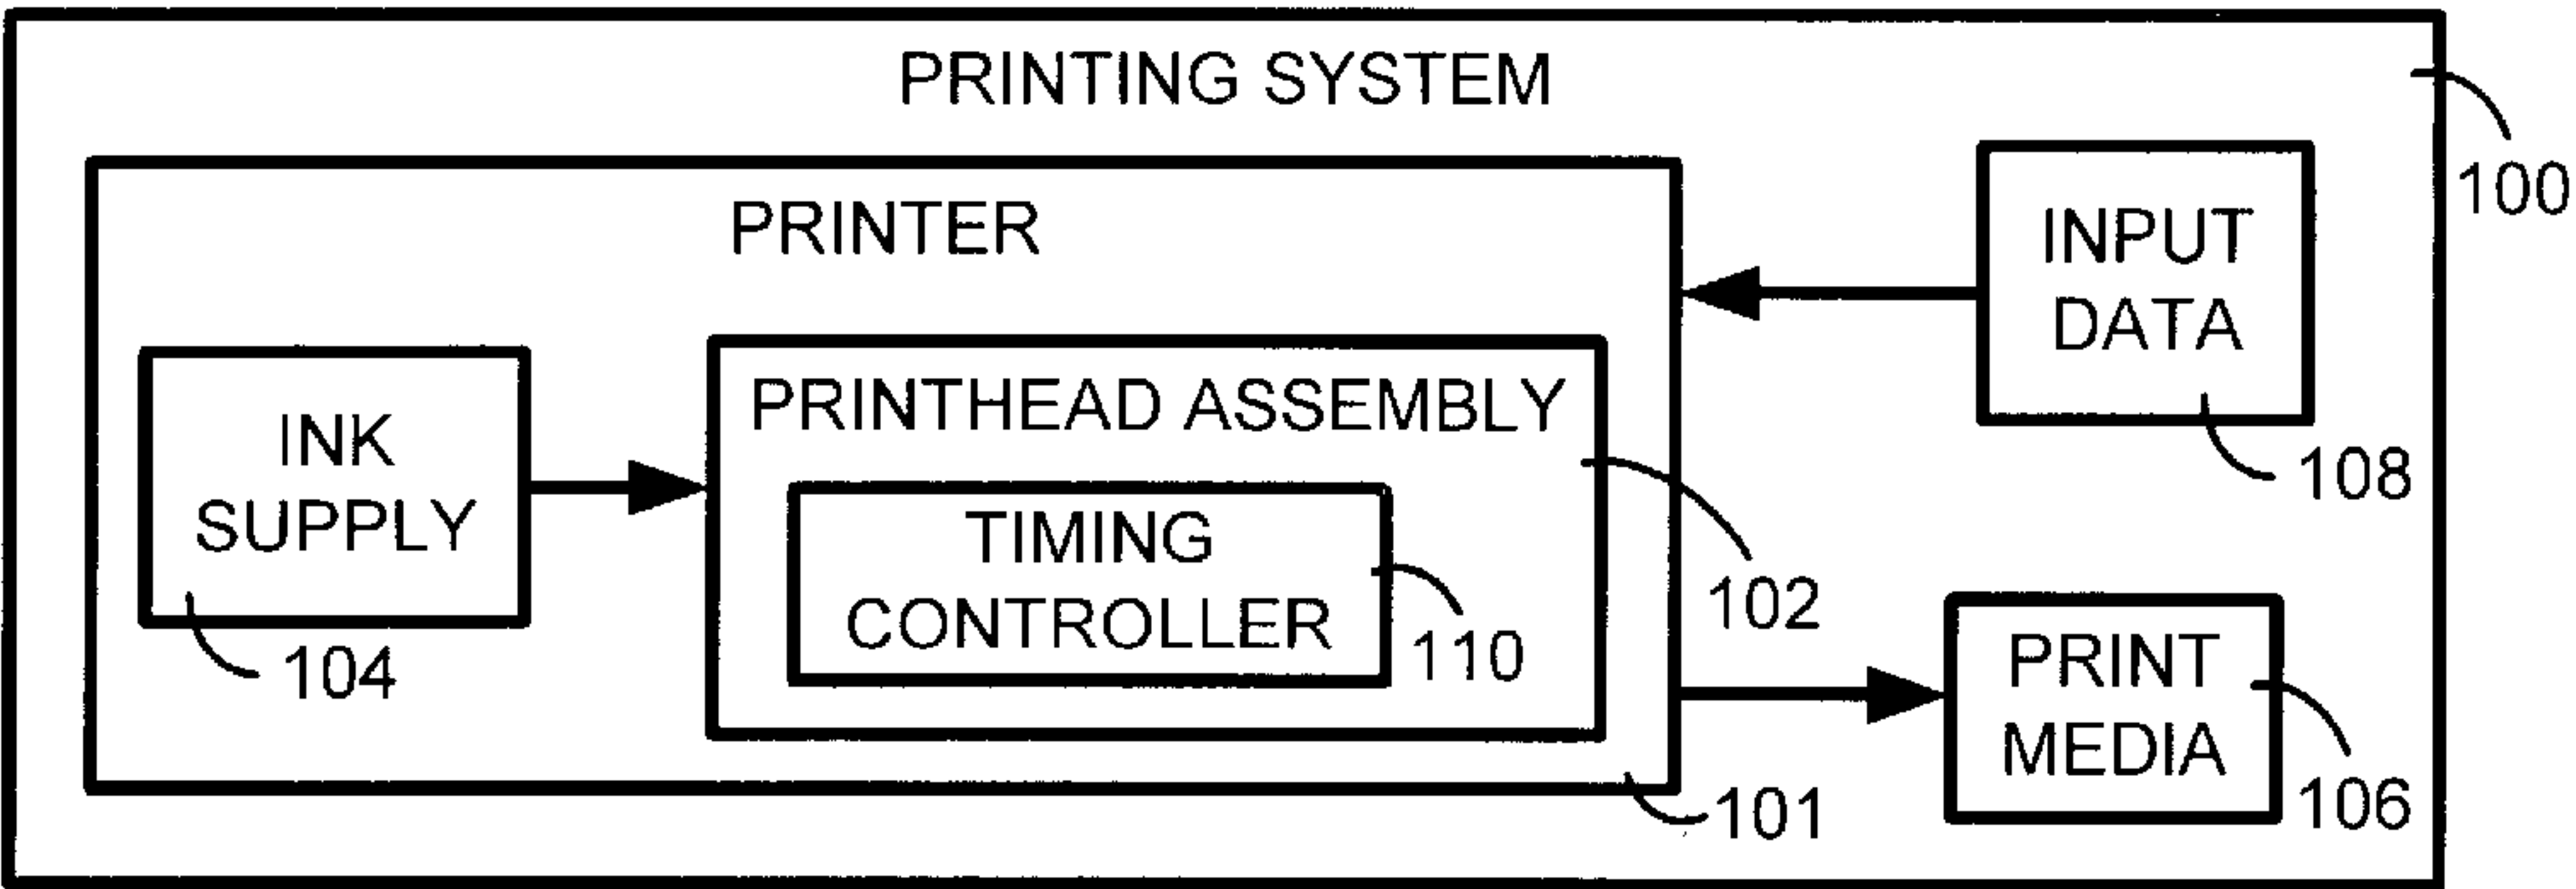 PRINTING SYSTEM
100
PRINTER
INPUT
DATA
108
PRINTHEAD ASSEMBLY
INK
SUPPLY
104
TIMING
CONTROLLER
110
102
PRINT
MEDIA
106
101